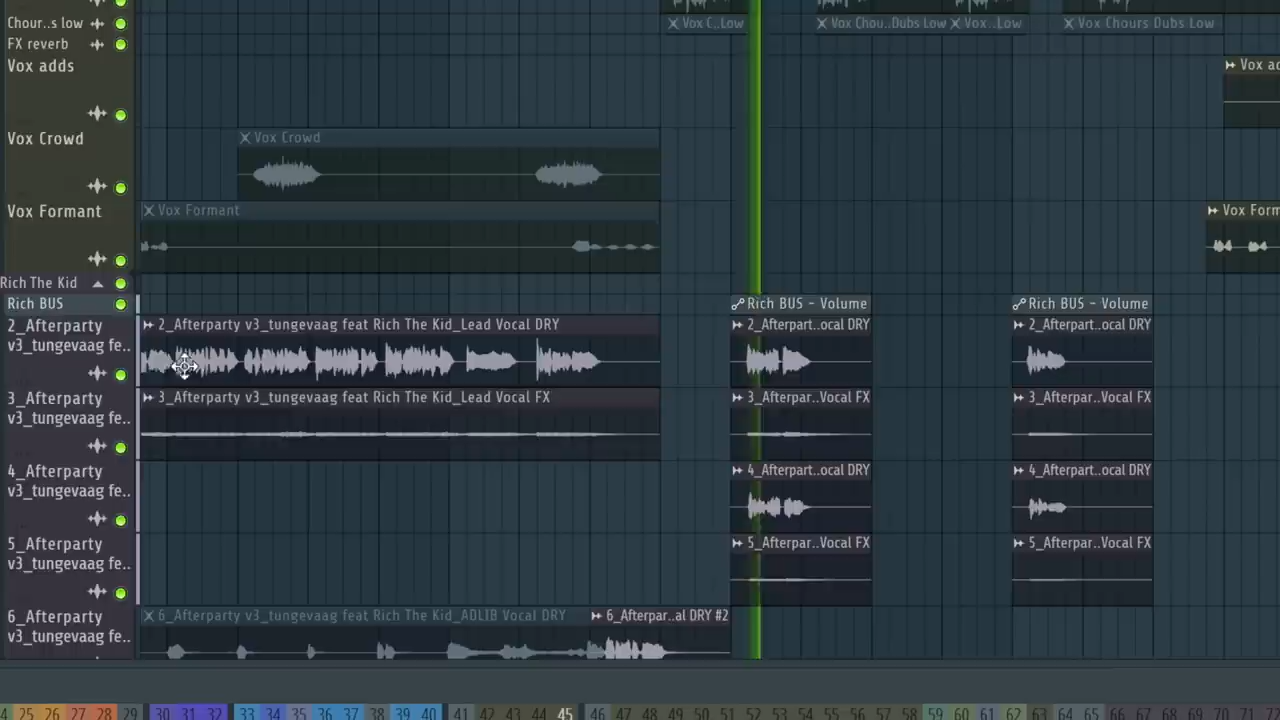 Chour..s low
Vox C..Low
Vox Chou..Dubs Low
Vox ..Low
Vox Chours Dubs Low
FX reverb
Vox adds
Vox ad
Vox Crowd
Vox Crowd
Vox Formant
Vox Formant
Vox Form
Rich The Kid
Rich BUS
Rich BUS - Volume
Rich BUS - Volume
2_Afterparty
v3_tungevaag fe..
2_Afterparty v3_tungevaag feat Rich The Kid_Lead Vocal DRY
2_Afterpart..ocal DRY
2_Afterpart..ocal DRY
3_Afterparty
v3_tungevaag fe..
3_Afterparty v3_tungevaag feat Rich The Kid_Lead Vocal FX
3_Afterpar..Vocal FX
3_Afterpar..Vocal FX
4_Afterparty
v3_tungevaag fe..
4_Afterpart..ocal DRY
4_Afterpart..ocal DRY
5_Afterparty
v3_tungevaag fe..
5_Afterpar..Vocal FX
5_Afterpar..Vocal FX
6_Afterparty
v3_tungevaag fe..
6_Afterparty v3_tungevaag feat Rich The Kid_ADLIB Vocal DRY
6_Afterpar..al DRY #2
4 25 26 27 28 29 30 31 32 33 34 35 36 37 38 39 40 41 42 43 44 45 46 47 48 49 50 51 52 53 54 55 56 57 58 59 60 61 62 63 64 65 66 67 68 69 70 71 72